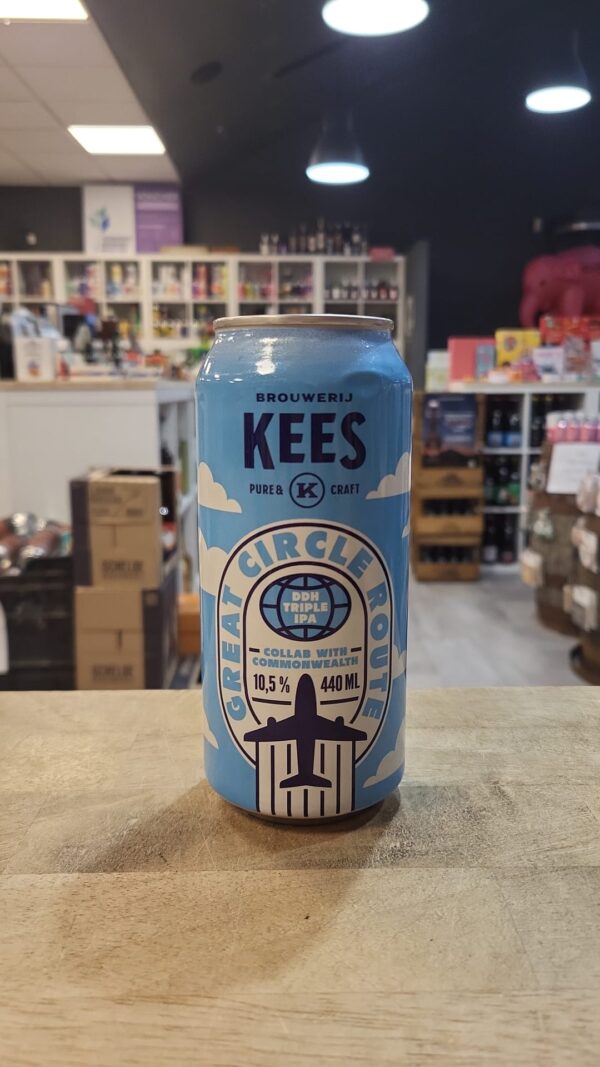 BROUWERIJ
KEES
PURE & K CRAFT
GREAT CIRCLE ROUTE
DDH
TRIPLE
IPA
COLLAB WITH
COMMONWEALTH
10,5 % 440 ML